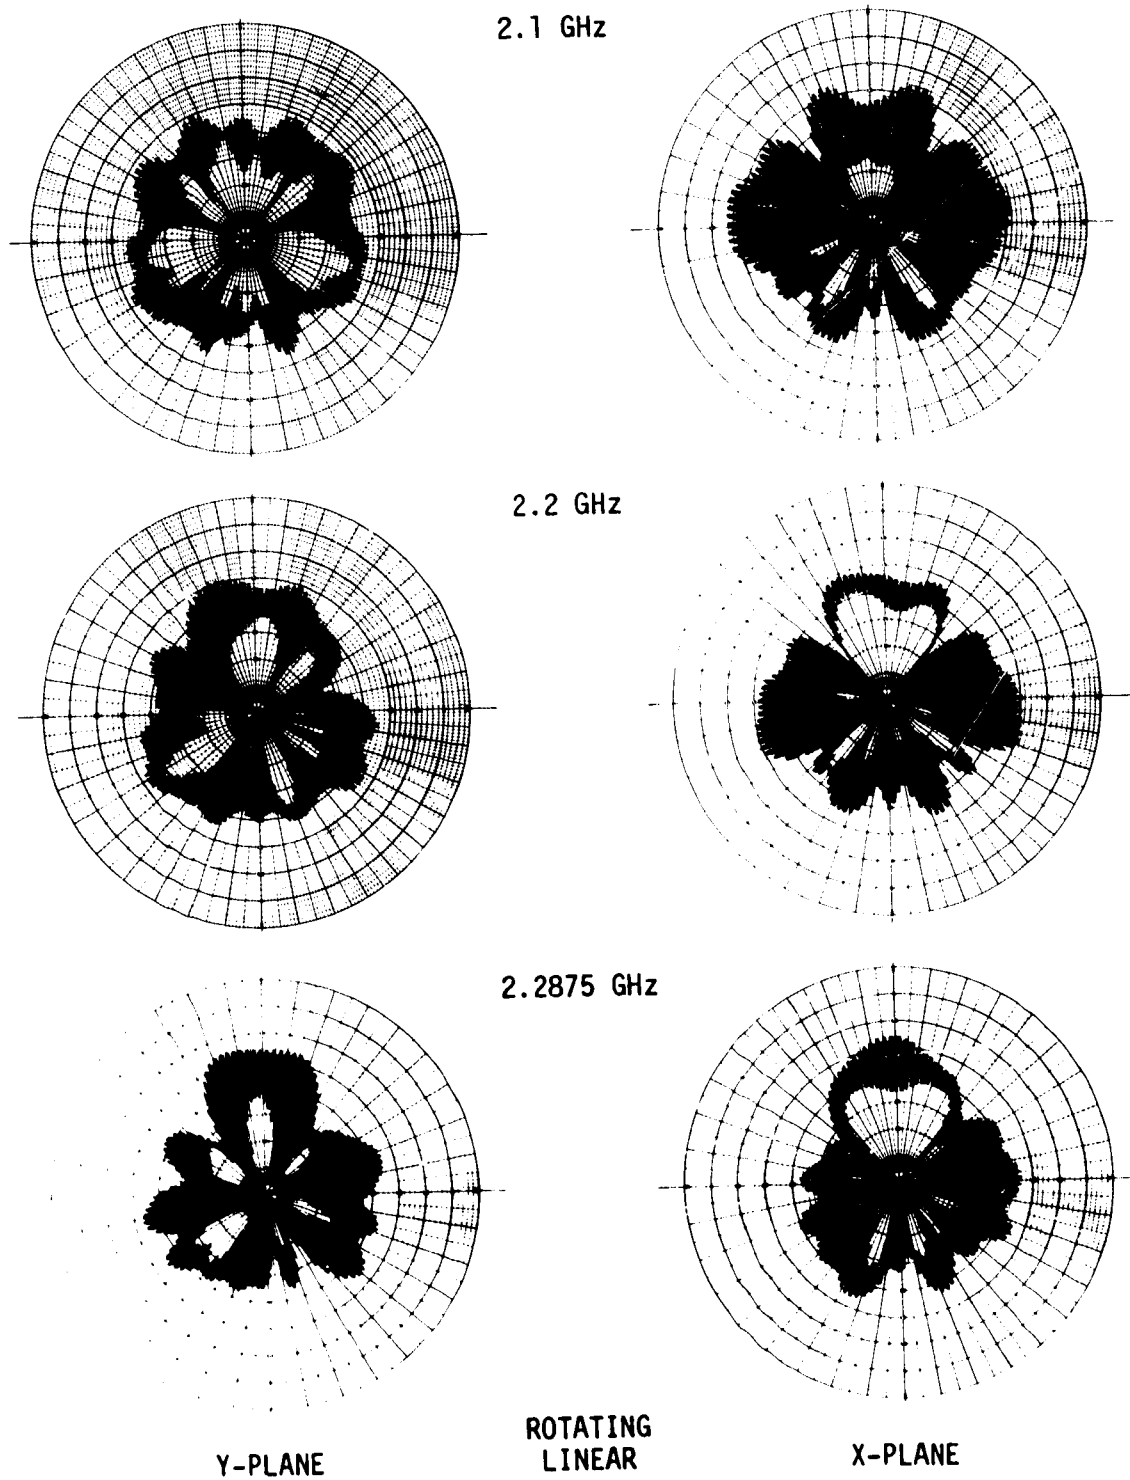 2.1 GHz
2.2 GHz
2.2875 GHz
ROTATING
LINEAR
Y-PLANE
X-PLANE